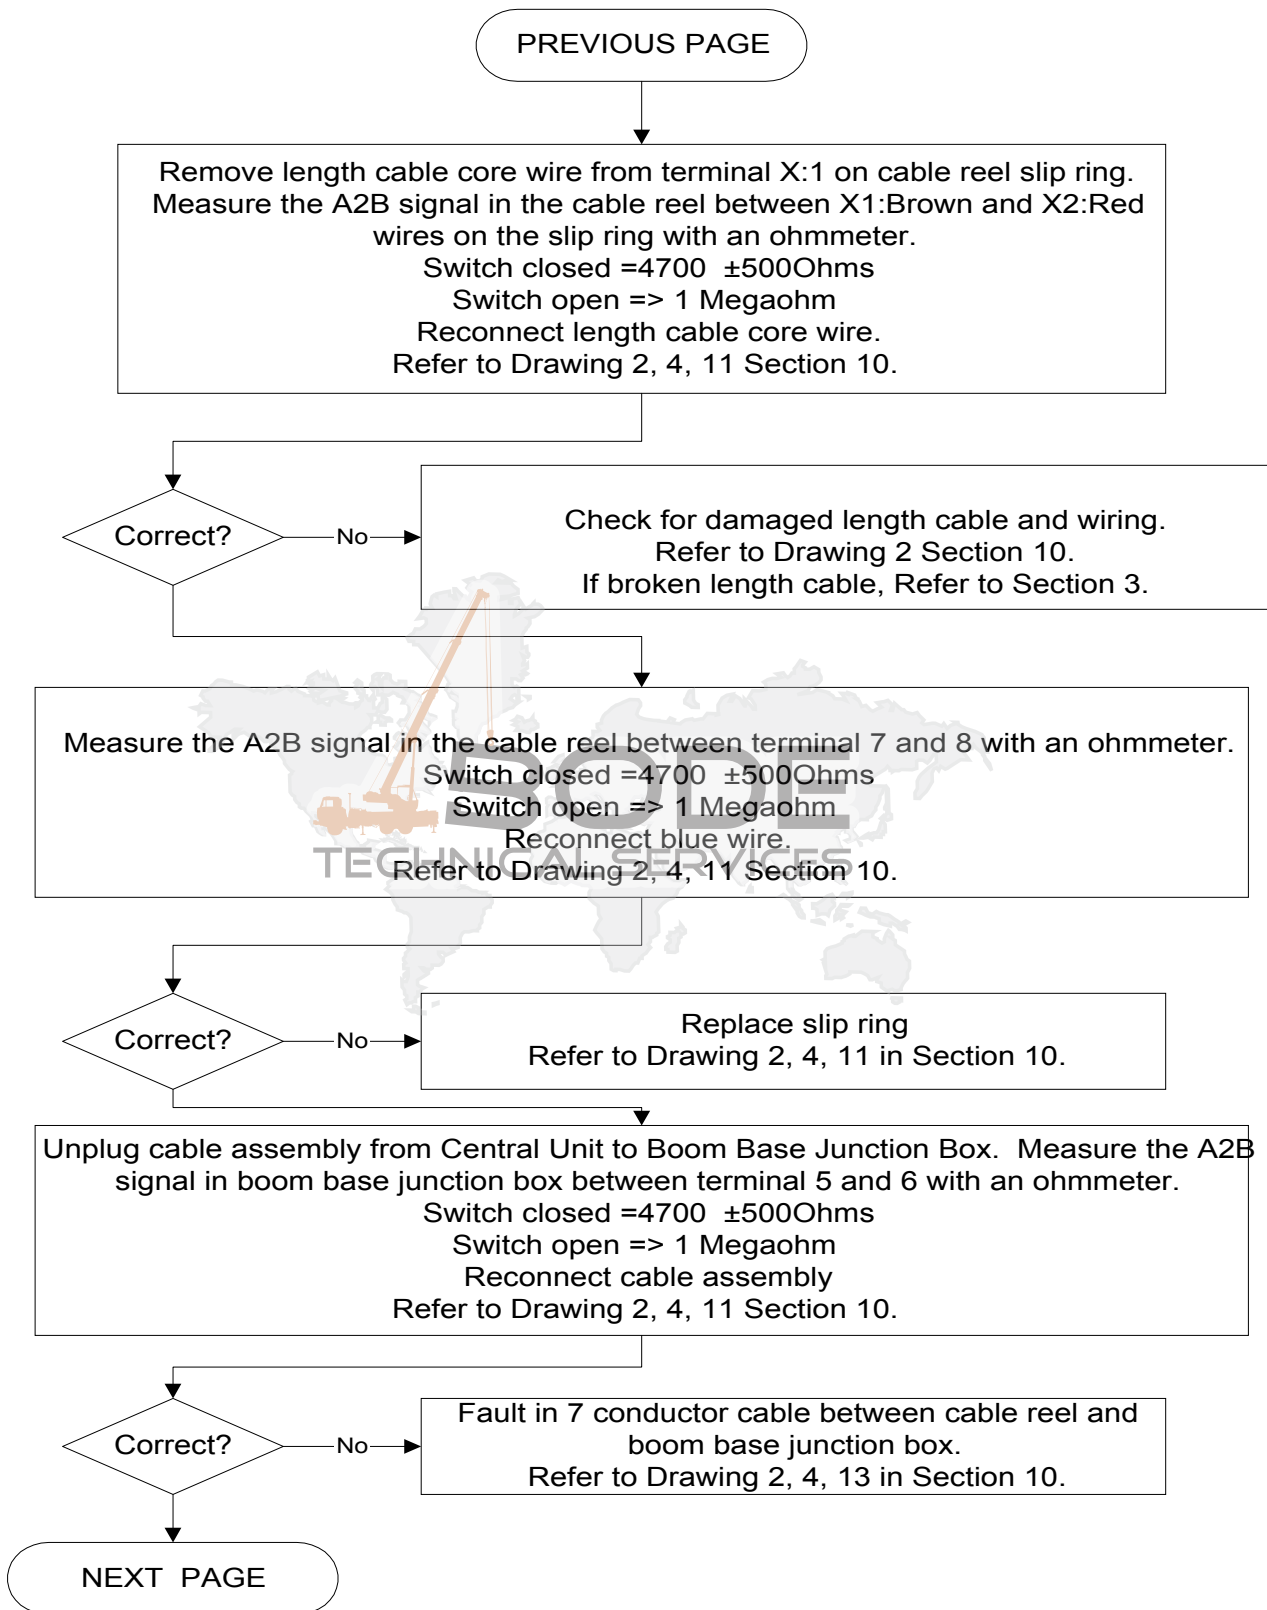 PREVIOUS PAGE
Remove length cable core wire from terminal X:1 on cable reel slip ring.
Measure the A2B signal in the cable reel between X1:Brown and X2:Red
wires on the slip ring with an ohmmeter.
Switch closed =4700 ±500Ohms
Switch open => 1 Megaohm
Reconnect length cable core wire.
Refer to Drawing 2, 4, 11 Section 10.
Correct?
No
Check for damaged length cable and wiring.
Refer to Drawing 2 Section 10.
If broken length cable, Refer to Section 3.
Measure the A2B signal in the cable reel between terminal 7 and 8 with an ohmmeter.
Switch closed =4700 ±500Ohms
Switch open => 1 Megaohm
Reconnect blue wire.
Refer to Drawing 2, 4, 11 Section 10.
BODE
TECHNICAL SERVICES
Correct?
No
Replace slip ring
Refer to Drawing 2, 4, 11 in Section 10.
Unplug cable assembly from Central Unit to Boom Base Junction Box. Measure the A2B
signal in boom base junction box between terminal 5 and 6 with an ohmmeter.
Switch closed =4700 ±500Ohms
Switch open => 1 Megaohm
Reconnect cable assembly
Refer to Drawing 2, 4, 11 Section 10.
Correct?
No
Fault in 7 conductor cable between cable reel and
boom base junction box.
Refer to Drawing 2, 4, 13 in Section 10.
NEXT PAGE